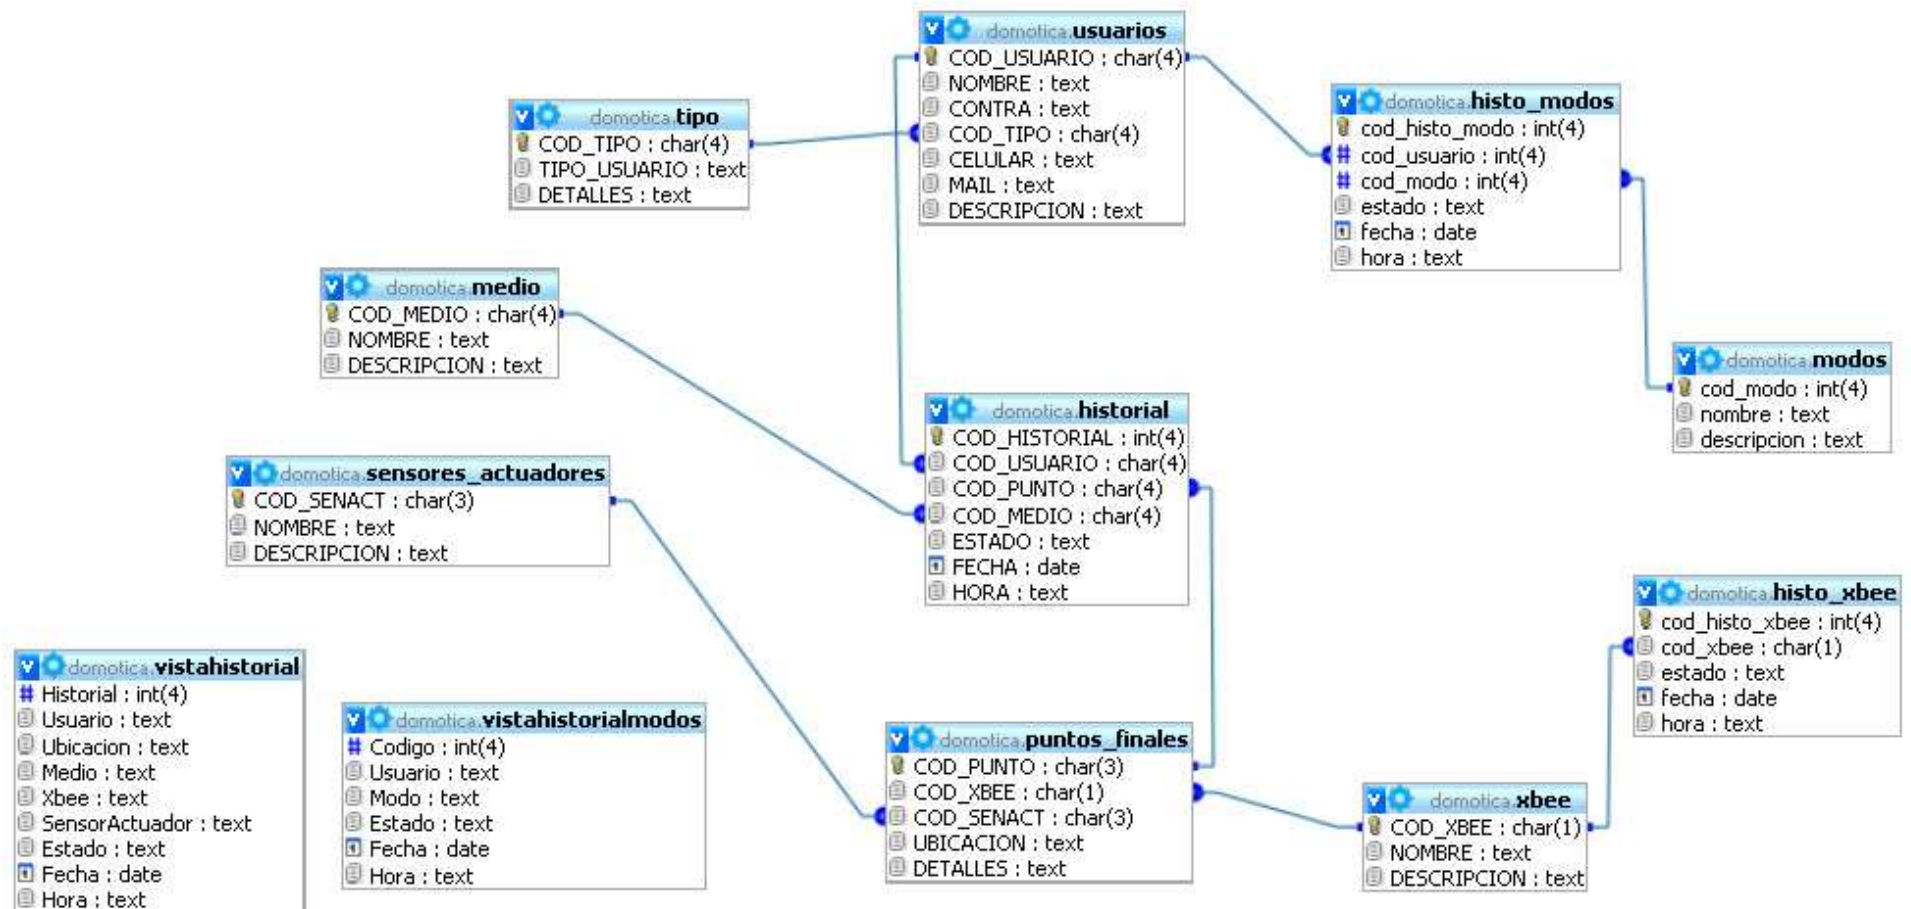 domotica.usuarios
COD_USUARIO : char(4)
NOMBRE : text
CONTRA : text
COD_TIPO : char(4)
CELULAR : text
MAIL : text
DESCRIPCION : text
domotica.tipo
COD_TIPO : char(4)
TIPO_USUARIO : text
DETALLES : text
domotica.histo_modos
cod_histo_modo : int(4)
cod_usuario : int(4)
cod_modo : int(4)
estado : text
fecha : date
hora : text
domotica.medio
COD_MEDIO : char(4)
NOMBRE : text
DESCRIPCION : text
domotica.modos
cod_modo : int(4)
nombre : text
descripcion : text
domotica.historial
COD_HISTORIAL : int(4)
COD_USUARIO : char(4)
COD_PUNTO : char(4)
COD_MEDIO : char(4)
ESTADO : text
FECHA : date
HORA : text
domotica.sensores_actuadores
COD_SENACT : char(3)
NOMBRE : text
DESCRIPCION : text
domotica.histo_xbee
cod_histo_xbee : int(4)
cod_xbee : char(1)
estado : text
fecha : date
hora : text
domotica.vistahistorial
Historial : int(4)
Usuario : text
Ubicacion : text
Medio : text
Xbee : text
SensorActuador : text
Estado : text
Fecha : date
Hora : text
domotica.vistahistorialmodos
Codigo : int(4)
Usuario : text
Modo : text
Estado : text
Fecha : date
Hora : text
domotica.puntos_finales
COD_PUNTO : char(3)
COD_XBEE : char(1)
COD_SENACT : char(3)
UBICACION : text
DETALLES : text
domotica.xbee
COD_XBEE : char(1)
NOMBRE : text
DESCRIPCION : text